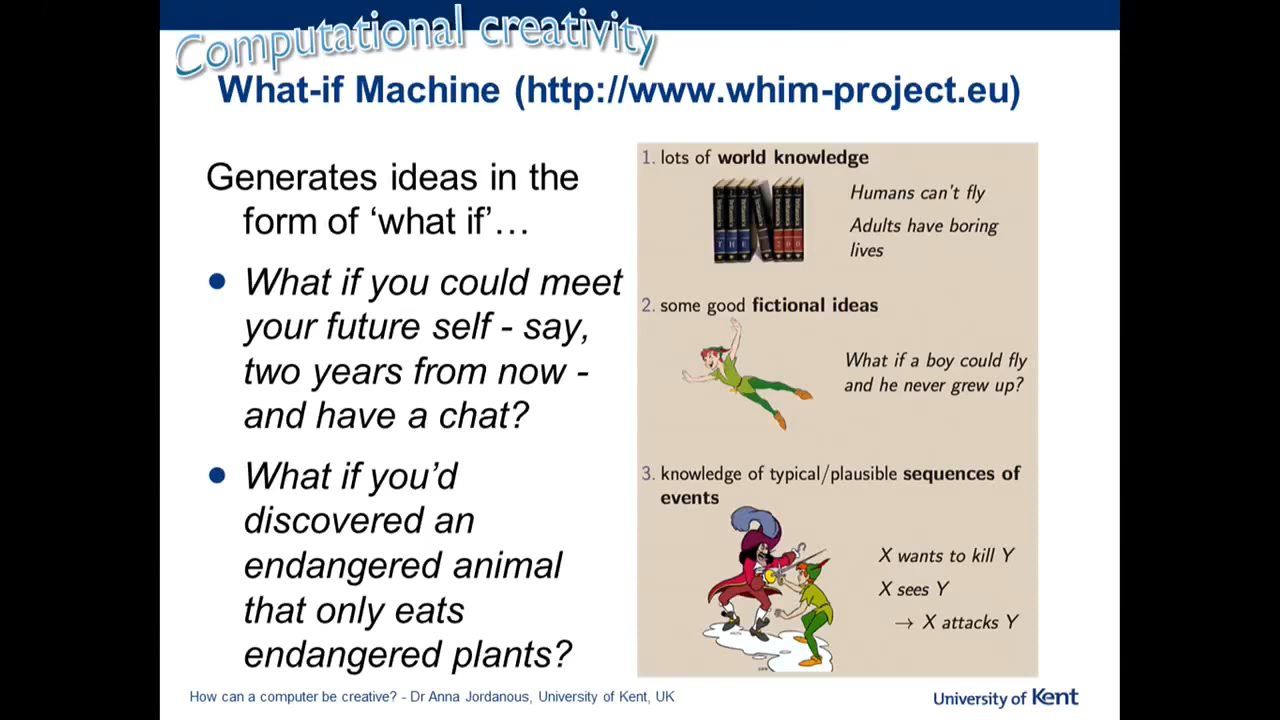 Computational creativity
What-if Machine (http://www.whim-project.eu)
Generates ideas in the
form of ‘what if’…
● What if you could meet
your future self - say,
two years from now -
and have a chat?
● What if you’d
discovered an
endangered animal
that only eats
endangered plants?
1. lots of world knowledge
Humans can’t fly
Adults have boring
lives
2. some good fictional ideas
What if a boy could fly
and he never grew up?
3. knowledge of typical/plausible sequences of
events
X wants to kill Y
X sees Y
→ X attacks Y
How can a computer be creative? - Dr Anna Jordanous, University of Kent, UK
University of Kent